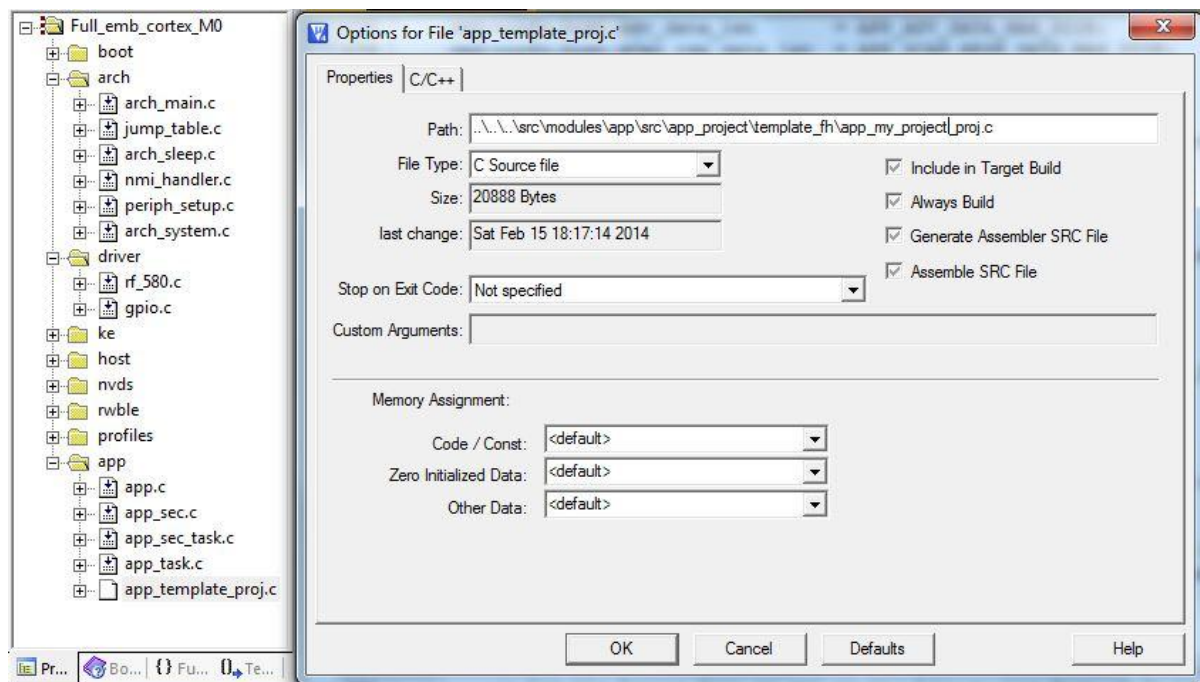 Full_emb_cortex_M0
boot
arch
arch_main.c
jump_table.c
arch_sleep.c
nmi_handler.c
periph_setup.c
arch_system.c
driver
rf_580.c
gpio.c
ke
host
nvds
rwble
profiles
app
app.c
app_sec.c
app_sec_task.c
app_task.c
app_template_proj.c
Pr...
Bo...
{} Fu...
Te...
Options for File 'app_template_proj.c'
Properties
C/C++
Path: ..\..\..\src\modules\app\src\app_project\template_fh\app_my_project_proj.c
File Type: C Source file
Size: 20888 Bytes
last change: Sat Feb 15 18:17:14 2014
Include in Target Build
Always Build
Generate Assembler SRC File
Assemble SRC File
Stop on Exit Code: Not specified
Custom Arguments:
Memory Assignment:
Code / Const: <default>
Zero Initialized Data: <default>
Other Data: <default>
OK
Cancel
Defaults
Help